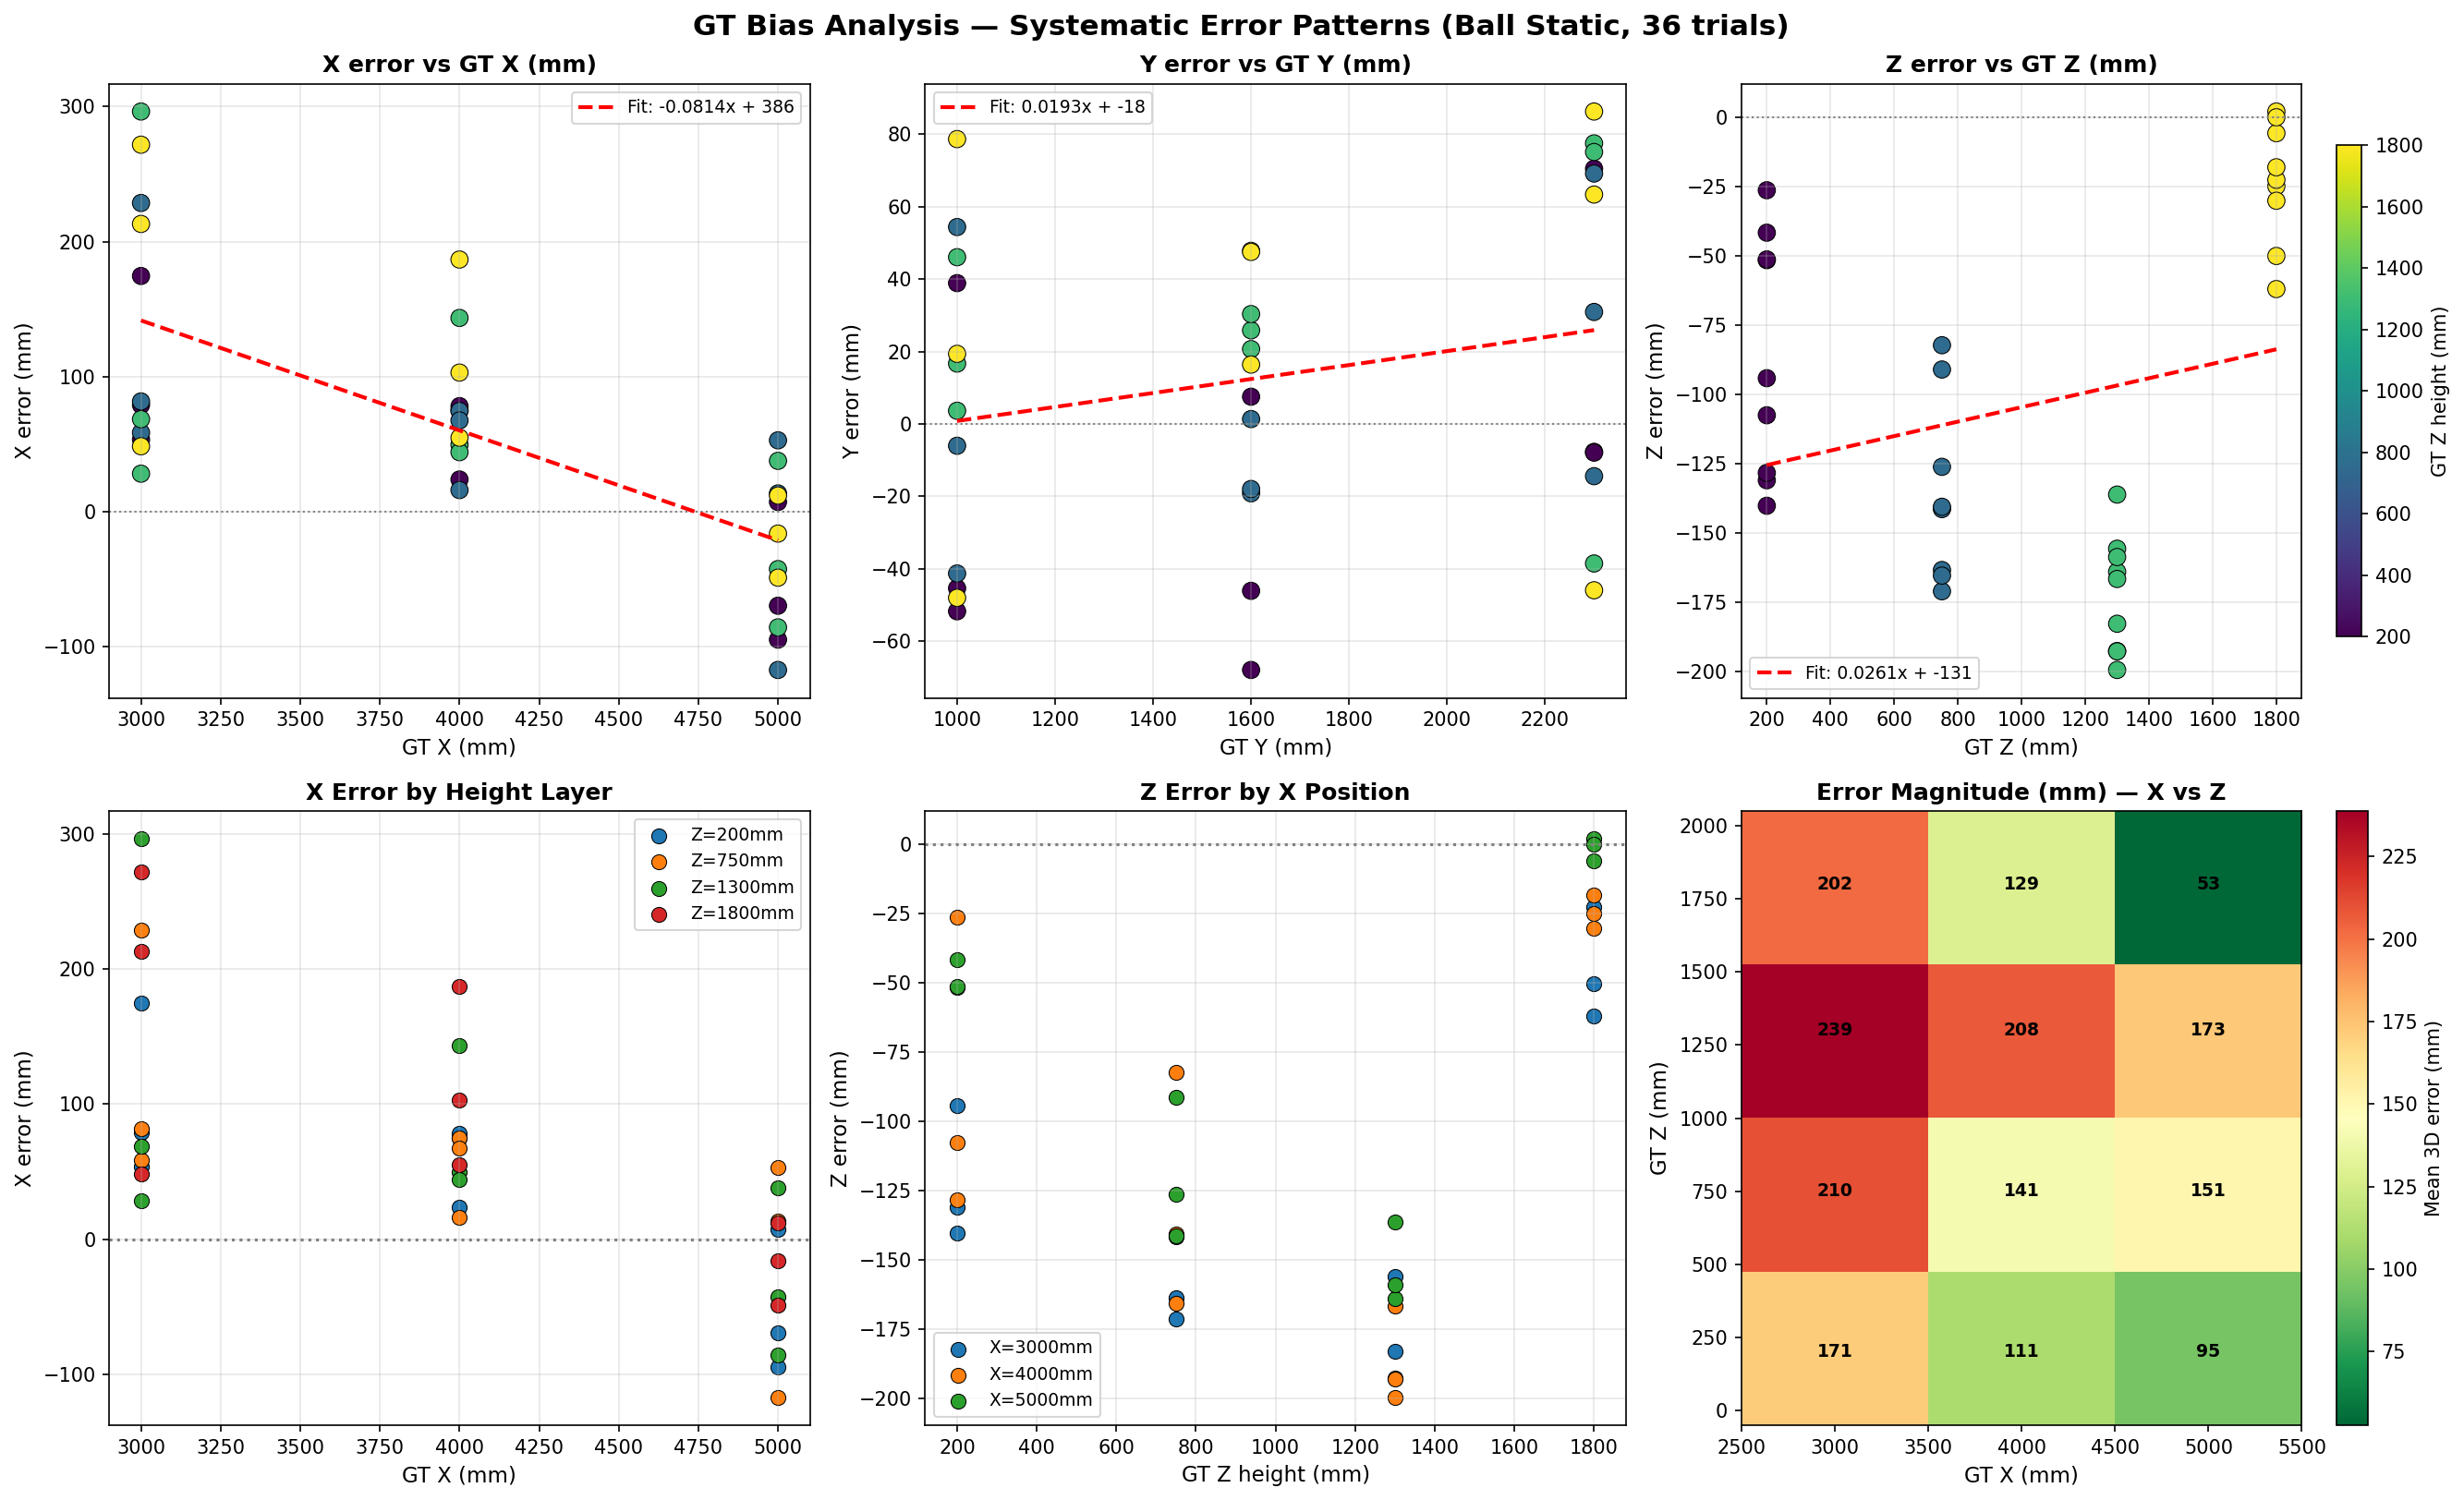 GT Bias Analysis — Systematic Error Patterns (Ball Static, 36 trials)
X error vs GT X (mm)
Fit: -0.0814x + 386
300
200
100
0
−100
X error (mm)
3000 3250 3500 3750 4000 4250 4500 4750 5000
GT X (mm)
Y error vs GT Y (mm)
Fit: 0.0193x + -18
80
60
40
20
0
−20
−40
−60
Y error (mm)
1000 1200 1400 1600 1800 2000 2200
GT Y (mm)
Z error vs GT Z (mm)
0
−25
−50
−75
−100
−125
−150
−175
−200
Z error (mm)
Fit: 0.0261x + -131
200 400 600 800 1000 1200 1400 1600 1800
GT Z (mm)
1800
1600
1400
1200
1000
800
600
400
200
GT Z height (mm)
X Error by Height Layer
Z=200mm
Z=750mm
Z=1300mm
Z=1800mm
300
200
100
0
−100
X error (mm)
3000 3250 3500 3750 4000 4250 4500 4750 5000
GT X (mm)
Z Error by X Position
0
−25
−50
−75
−100
−125
−150
−175
−200
Z error (mm)
X=3000mm
X=4000mm
X=5000mm
200 400 600 800 1000 1200 1400 1600 1800
GT Z height (mm)
Error Magnitude (mm) — X vs Z
2000
1750
1500
1250
1000
750
500
250
0
GT Z (mm)
202 129 53
239 208 173
210 141 151
171 111 95
2500 3000 3500 4000 4500 5000 5500
GT X (mm)
225
200
175
150
125
100
75
Mean 3D error (mm)